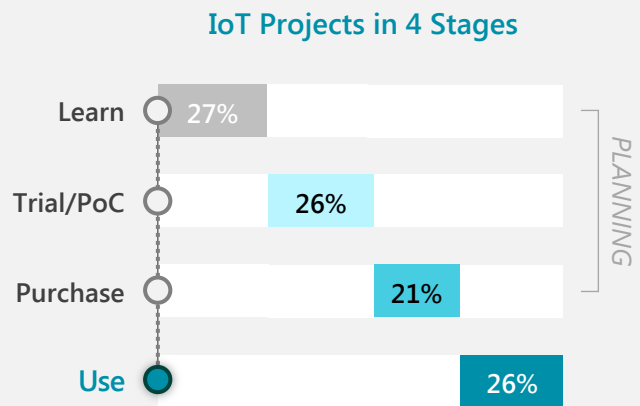 IoT Projects in 4 Stages
Learn
27%
Trial/PoC
26%
Purchase
21%
Use
26%
PLANNING